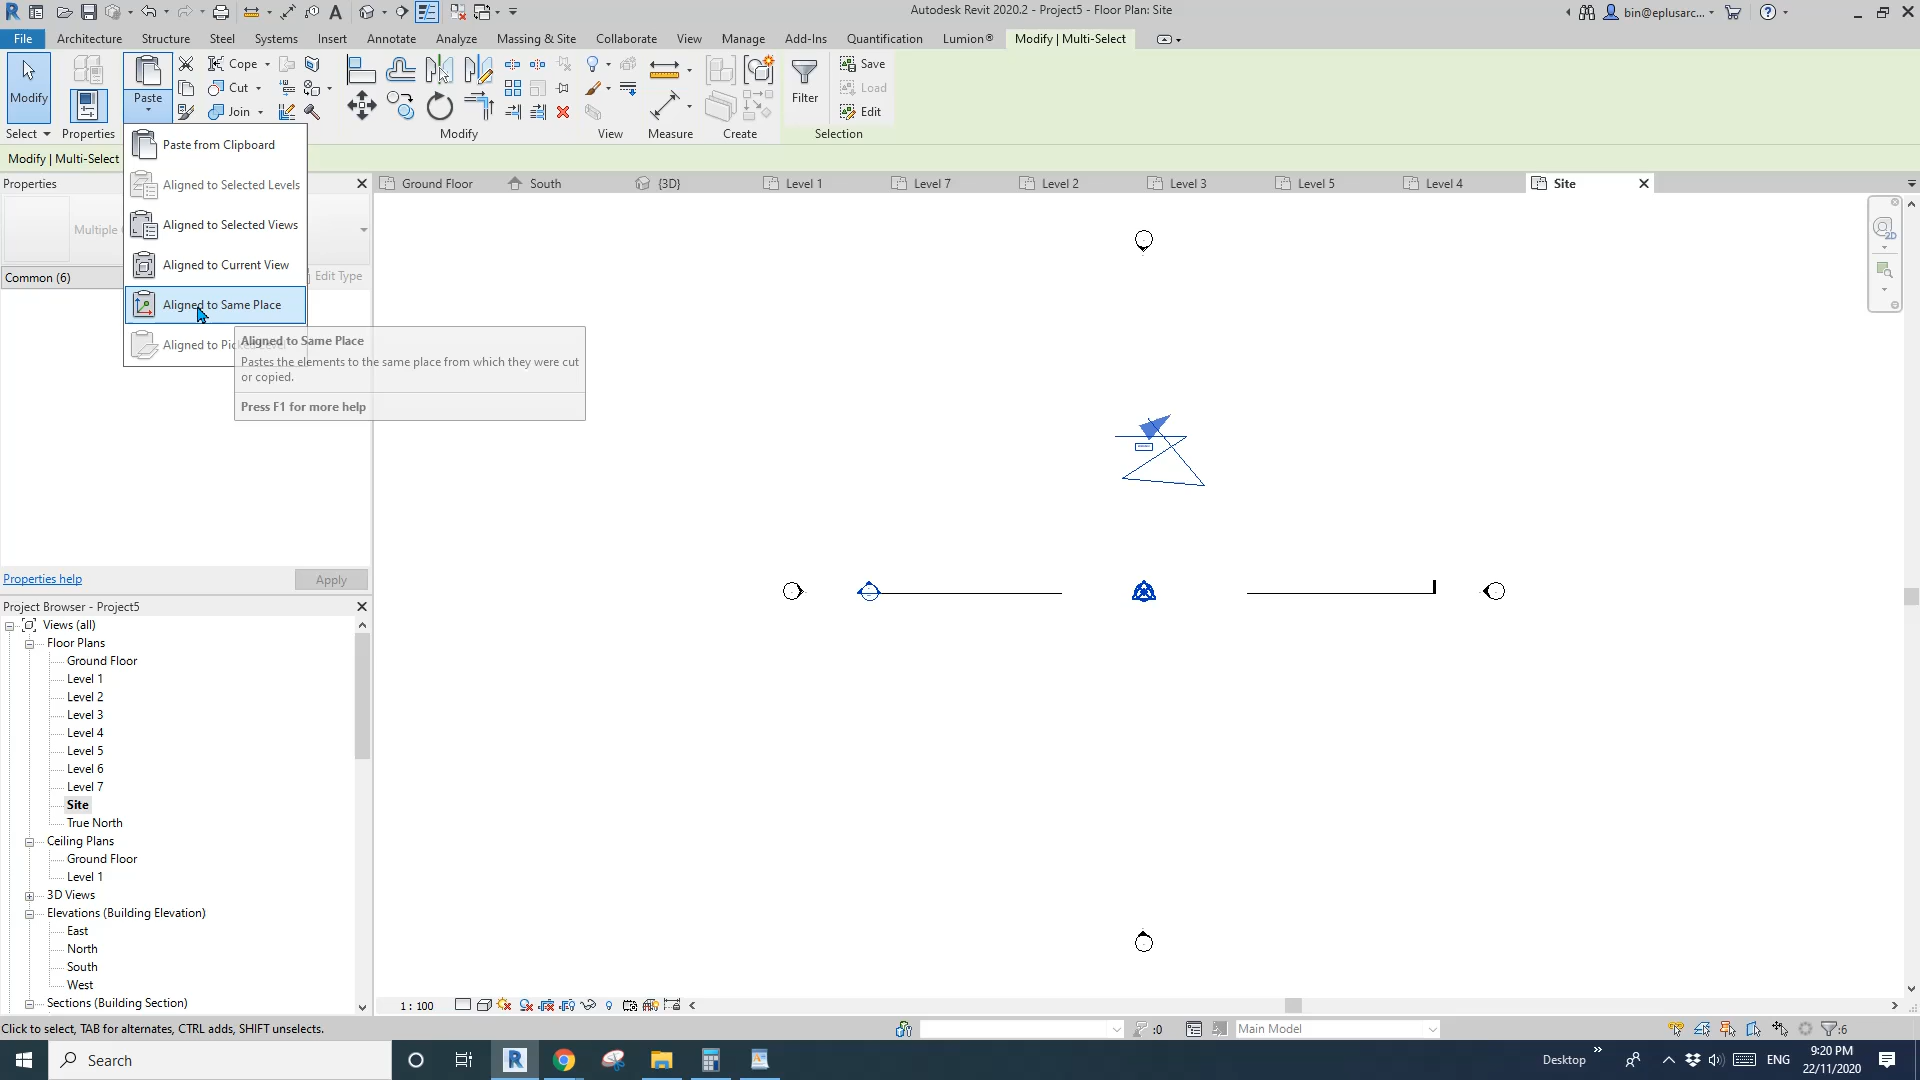 Autodesk Revit 2020.2 - Project5 - Floor Plan: Site
bin@eplusarc...
File
Architecture
Structure
Steel
Systems
Insert
Annotate
Analyze
Massing & Site
Collaborate
View
Manage
Add-Ins
Quantification
Lumion®
Modify | Multi-Select
Modify
Paste
Cope
Cut
Join
Filter
Save
Load
Edit
Select
Properties
Modify
View
Measure
Create
Selection
Modify | Multi-Select
Paste from Clipboard
Aligned to Selected Levels
Aligned to Selected Views
Aligned to Current View
Aligned to Same Place
Aligned to Pic
Aligned to Same Place
Pastes the elements to the same place from which they were cut
or copied.
Press F1 for more help
Properties
Multiple
Common (6)
Edit Type
Properties help
Apply
Ground Floor
South
{3D}
Level 1
Level 7
Level 2
Level 3
Level 5
Level 4
Site
2D
Project Browser - Project5
Views (all)
Floor Plans
Ground Floor
Level 1
Level 2
Level 3
Level 4
Level 5
Level 6
Level 7
Site
True North
Ceiling Plans
Ground Floor
Level 1
3D Views
Elevations (Building Elevation)
East
North
South
West
Sections (Building Section)
1 : 100
Click to select, TAB for alternates, CTRL adds, SHIFT unselects.
:0
Main Model
:6
Search
Desktop
ENG
9:20 PM
22/11/2020